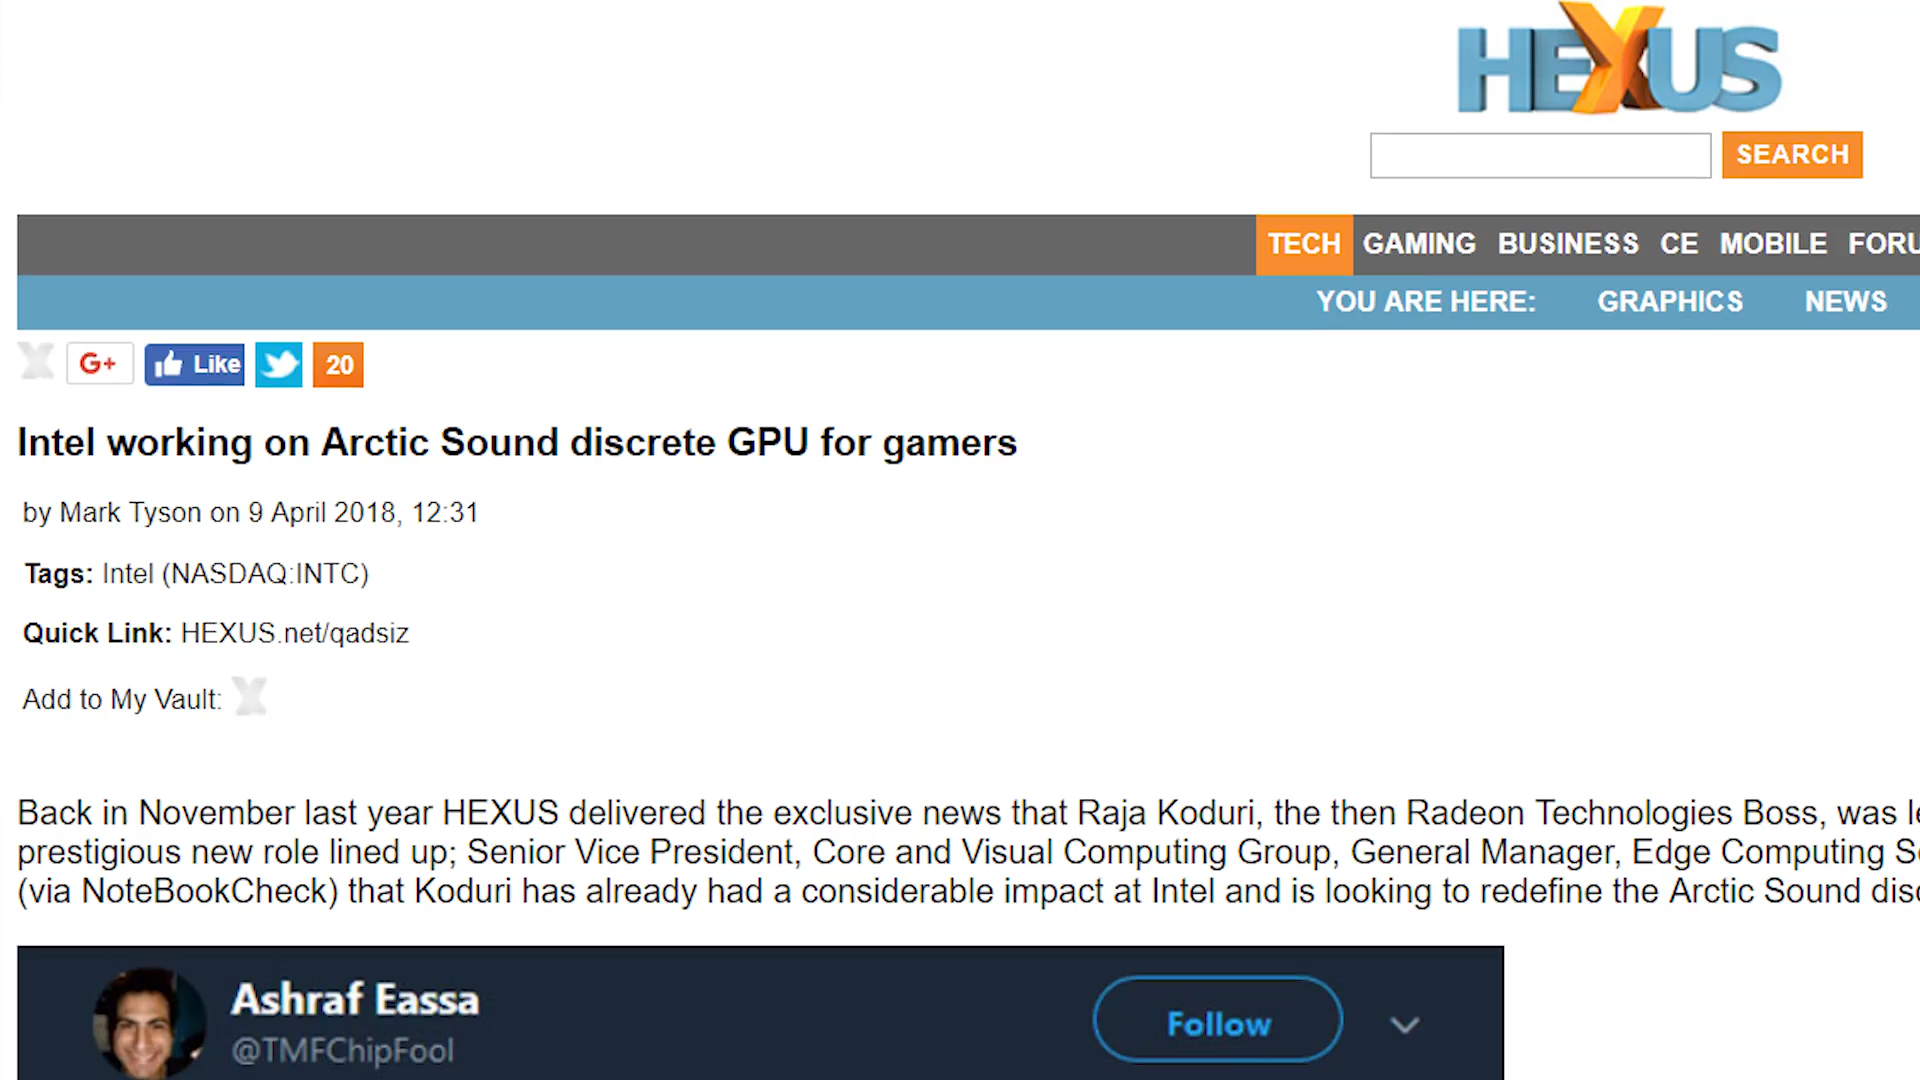 HEXUS
SEARCH
TECH GAMING BUSINESS CE MOBILE
YOU ARE HERE: GRAPHICS NEWS
G+ Like 20
Intel working on Arctic Sound discrete GPU for gamers
by Mark Tyson on 9 April 2018, 12:31
Tags: Intel (NASDAQ:INTC)
Quick Link: HEXUS.net/qadsiz
Add to My Vault:
Back in November last year HEXUS delivered the exclusive news that Raja Koduri, the then Radeon Technologies Boss, was
prestigious new role lined up; Senior Vice President, Core and Visual Computing Group, General Manager, Edge Computing
(via NoteBookCheck) that Koduri has already had a considerable impact at Intel and is looking to redefine the Arctic Sound
Ashraf Eassa
@TMFChipFool
Follow